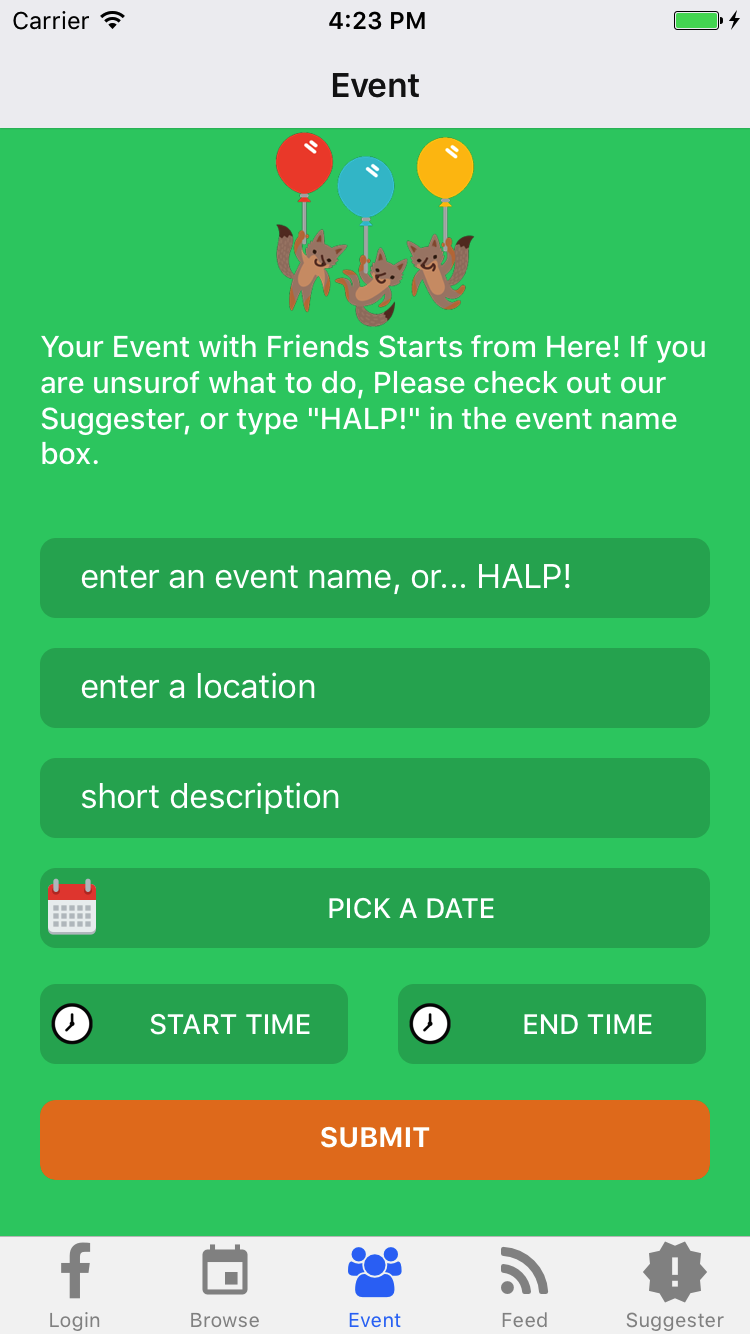 Carrier 4:23 PM
Event
Your Event with Friends Starts from Here! If you
are unsurof what to do, Please check out our
Suggester, or type "HALP!" in the event name
box.
enter an event name, or... HALP!
enter a location
short description
PICK A DATE
START TIME END TIME
SUBMIT
Login Browse Event Feed Suggester